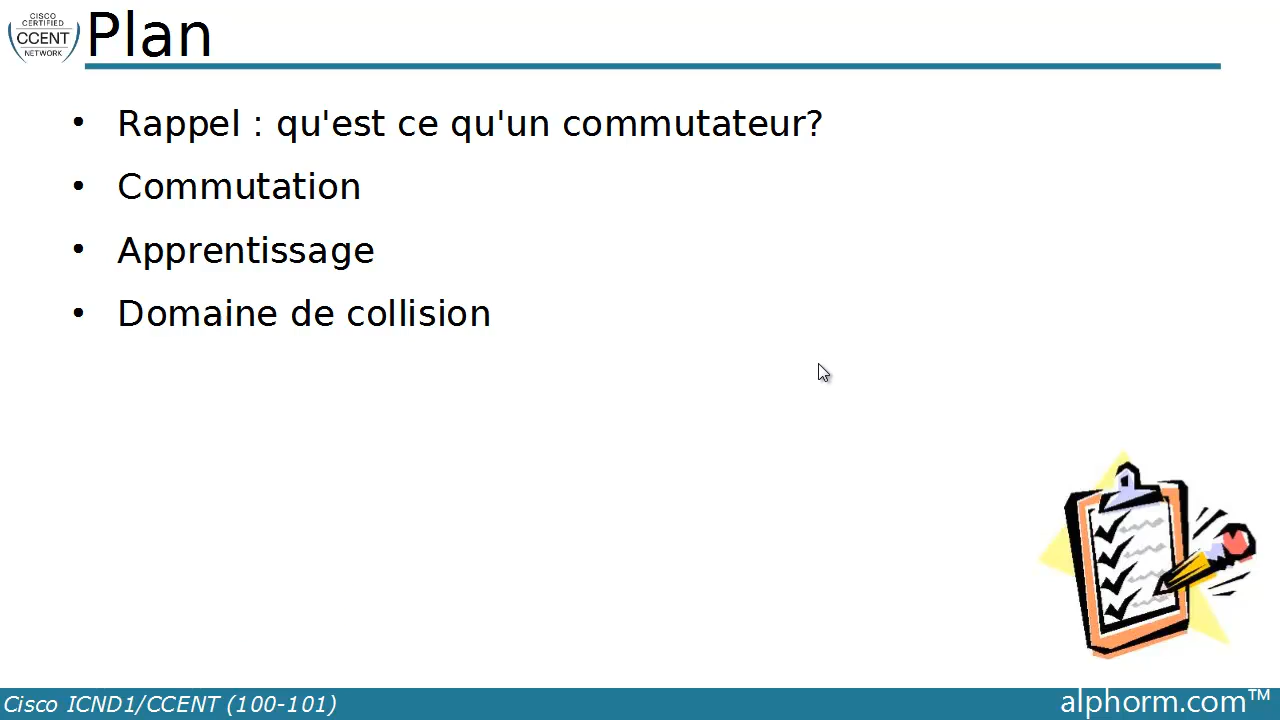 CISCO
CERTIFIED
CCENT
NETWORK
Plan
• Rappel : qu'est ce qu'un commutateur?
• Commutation
• Apprentissage
• Domaine de collision
Cisco ICND1/CCENT (100-101)
alphorm.com™